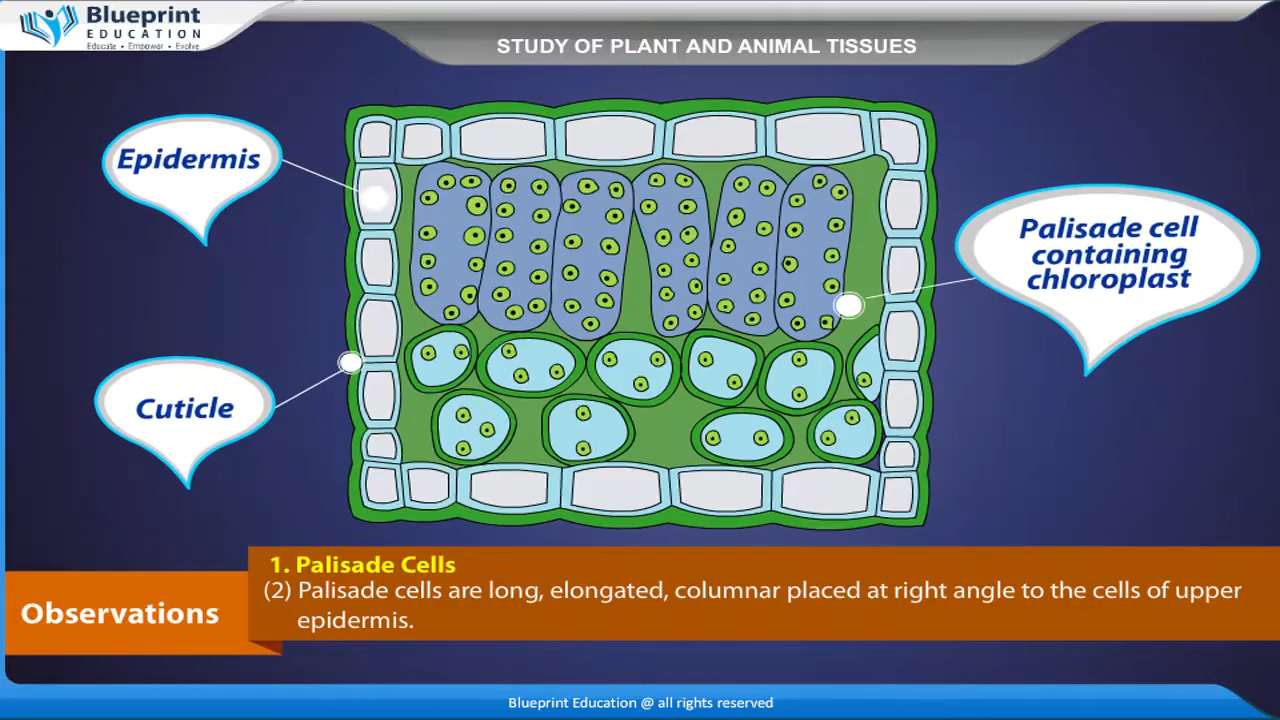 Blueprint
EDUCATION
Educate • Empower • Evolve
STUDY OF PLANT AND ANIMAL TISSUES
Epidermis
Palisade cell
containing
chloroplast
Cuticle
1. Palisade Cells
(2) Palisade cells are long, elongated, columnar placed at right angle to the cells of upper
epidermis.
Observations
Blueprint Education @ all rights reserved